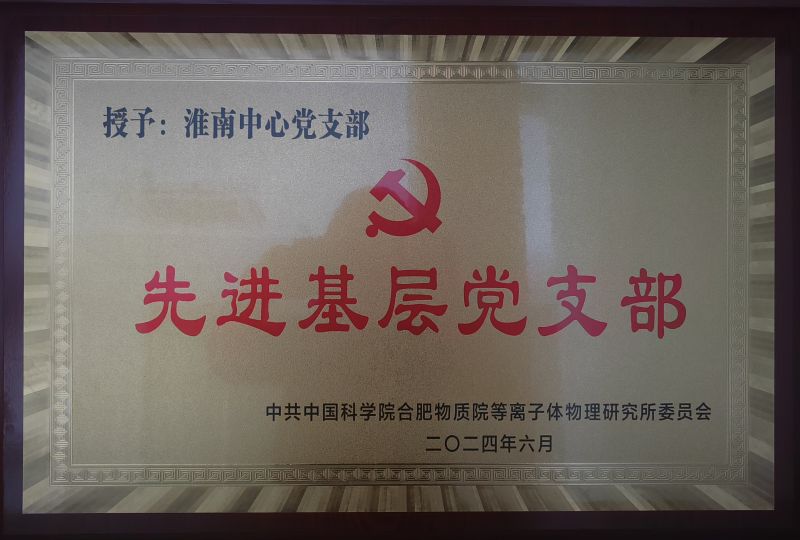 授予：淮南中心党支部
先进基层党支部
中共中国科学院合肥物质院等离子体物理研究所委员会
二〇二四年六月